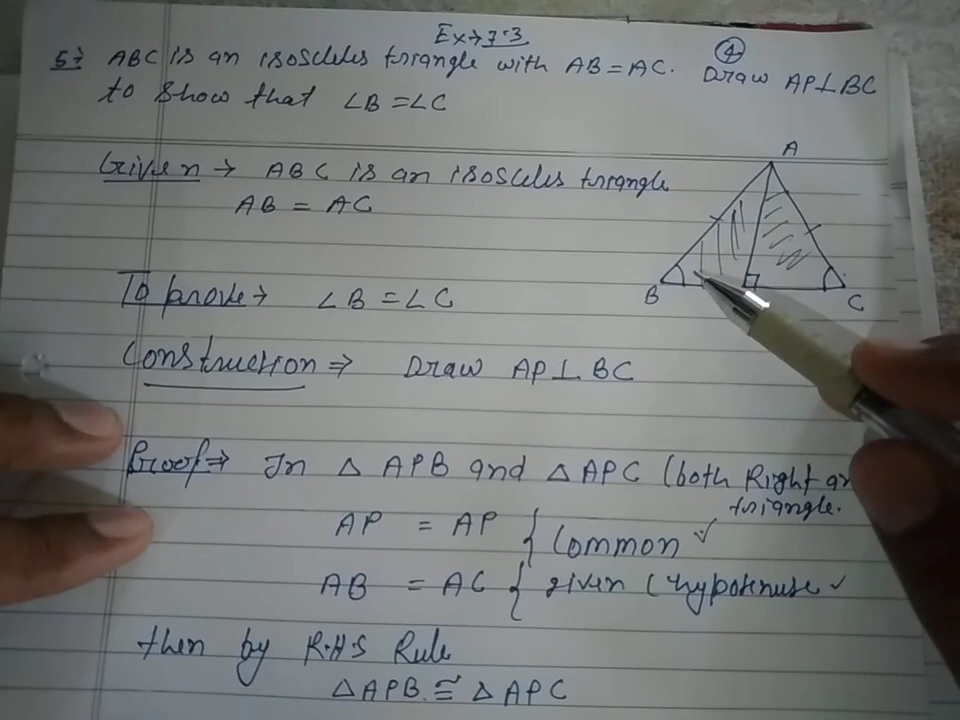 Ex→7.3
④
5→ ABC is an isosceles triangle with AB = AC. Draw AP⊥BC
to show that ∠B = ∠C
A
Given → ABC is an isosceles triangle
AB = AC
B
C
To prove→ ∠B = ∠C
Construction ⇒ Draw AP⊥BC
Proof⇒ In △ APB and △ APC (both Right an
triangle.
AP = AP { Common ✓
AB = AC { given (hypotenuse ✓
then by R.H.S Rule
△APB ≅ △APC